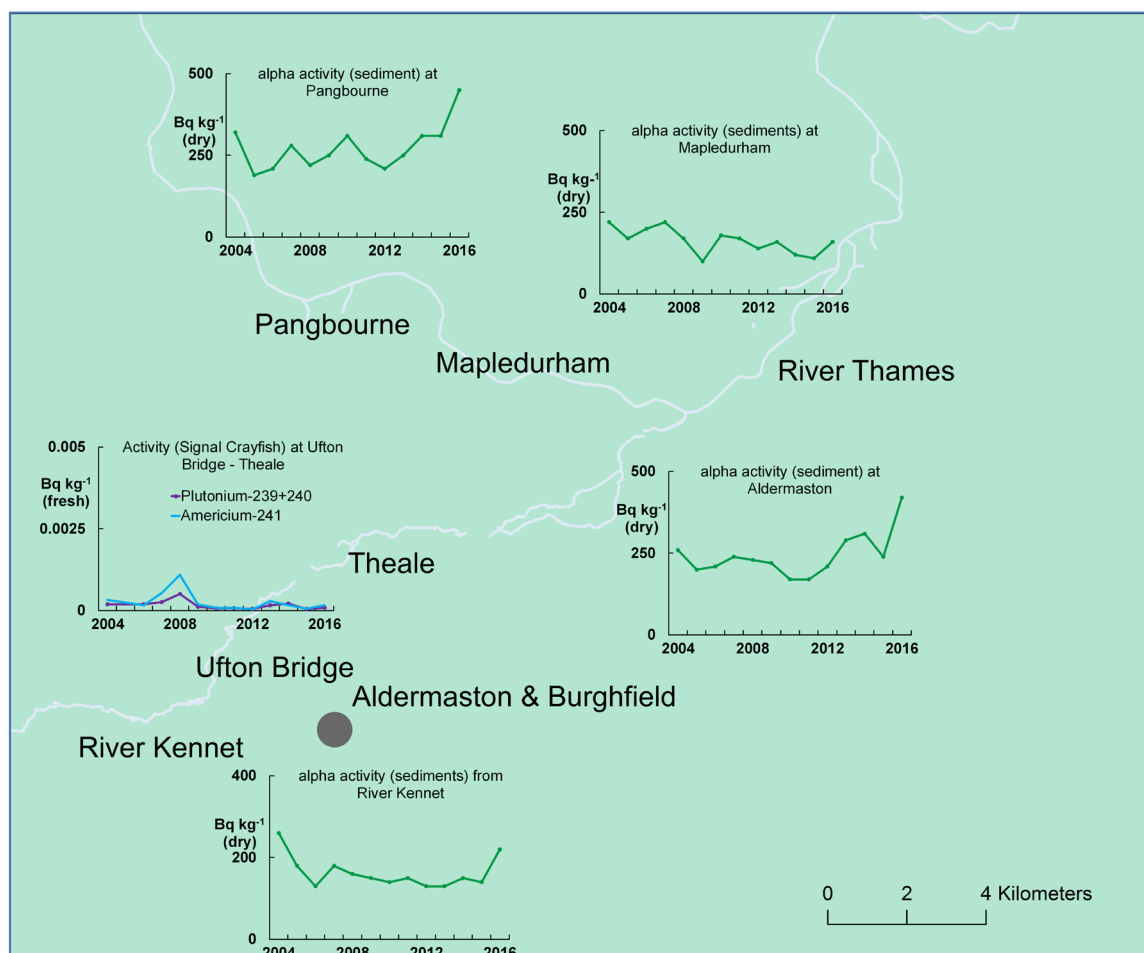 alpha activity (sediment) at
Pangbourne
500
Bq kg-1
(dry)
250
0
2004 2008 2012 2016
alpha activity (sediments) at
Mapledurham
500
Bq kg-1
(dry)
250
0
2004 2008 2012 2016
Pangbourne
Mapledurham
River Thames
Activity (Signal Crayfish) at Ufton
Bridge - Theale
0.005
Bq kg-1
(fresh)
Plutonium-239+240
Americium-241
0.0025
0
2004 2008 2012 2016
alpha activity (sediment) at
Aldermaston
500
Bq kg-1
(dry)
250
0
2004 2008 2012 2016
Theale
Ufton Bridge
Aldermaston & Burghfield
River Kennet
alpha activity (sediments) from
River Kennet
400
Bq kg-1
(dry)
200
0
2004 2008 2012 2016
0 2 4 Kilometers